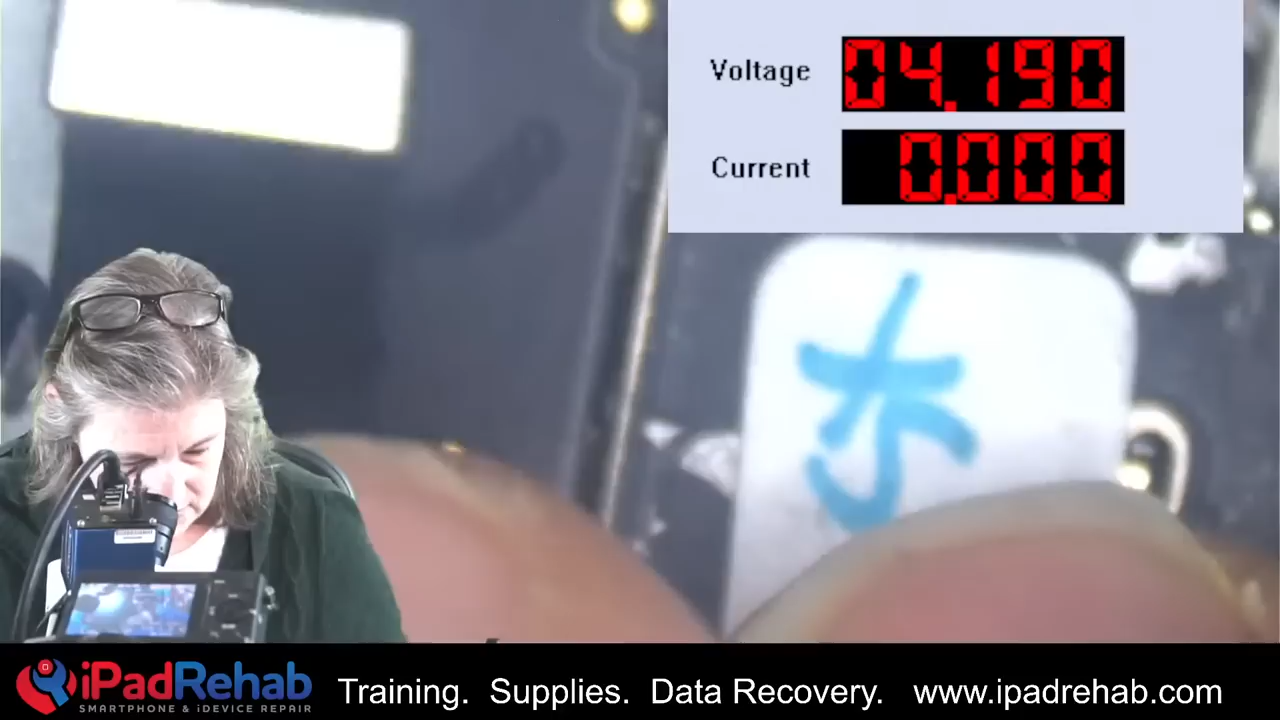 Voltage 04.190
Current 0.000
iPadRehab Training. Supplies. Data Recovery. www.ipadrehab.com
SMARTPHONE & iDEVICE REPAIR